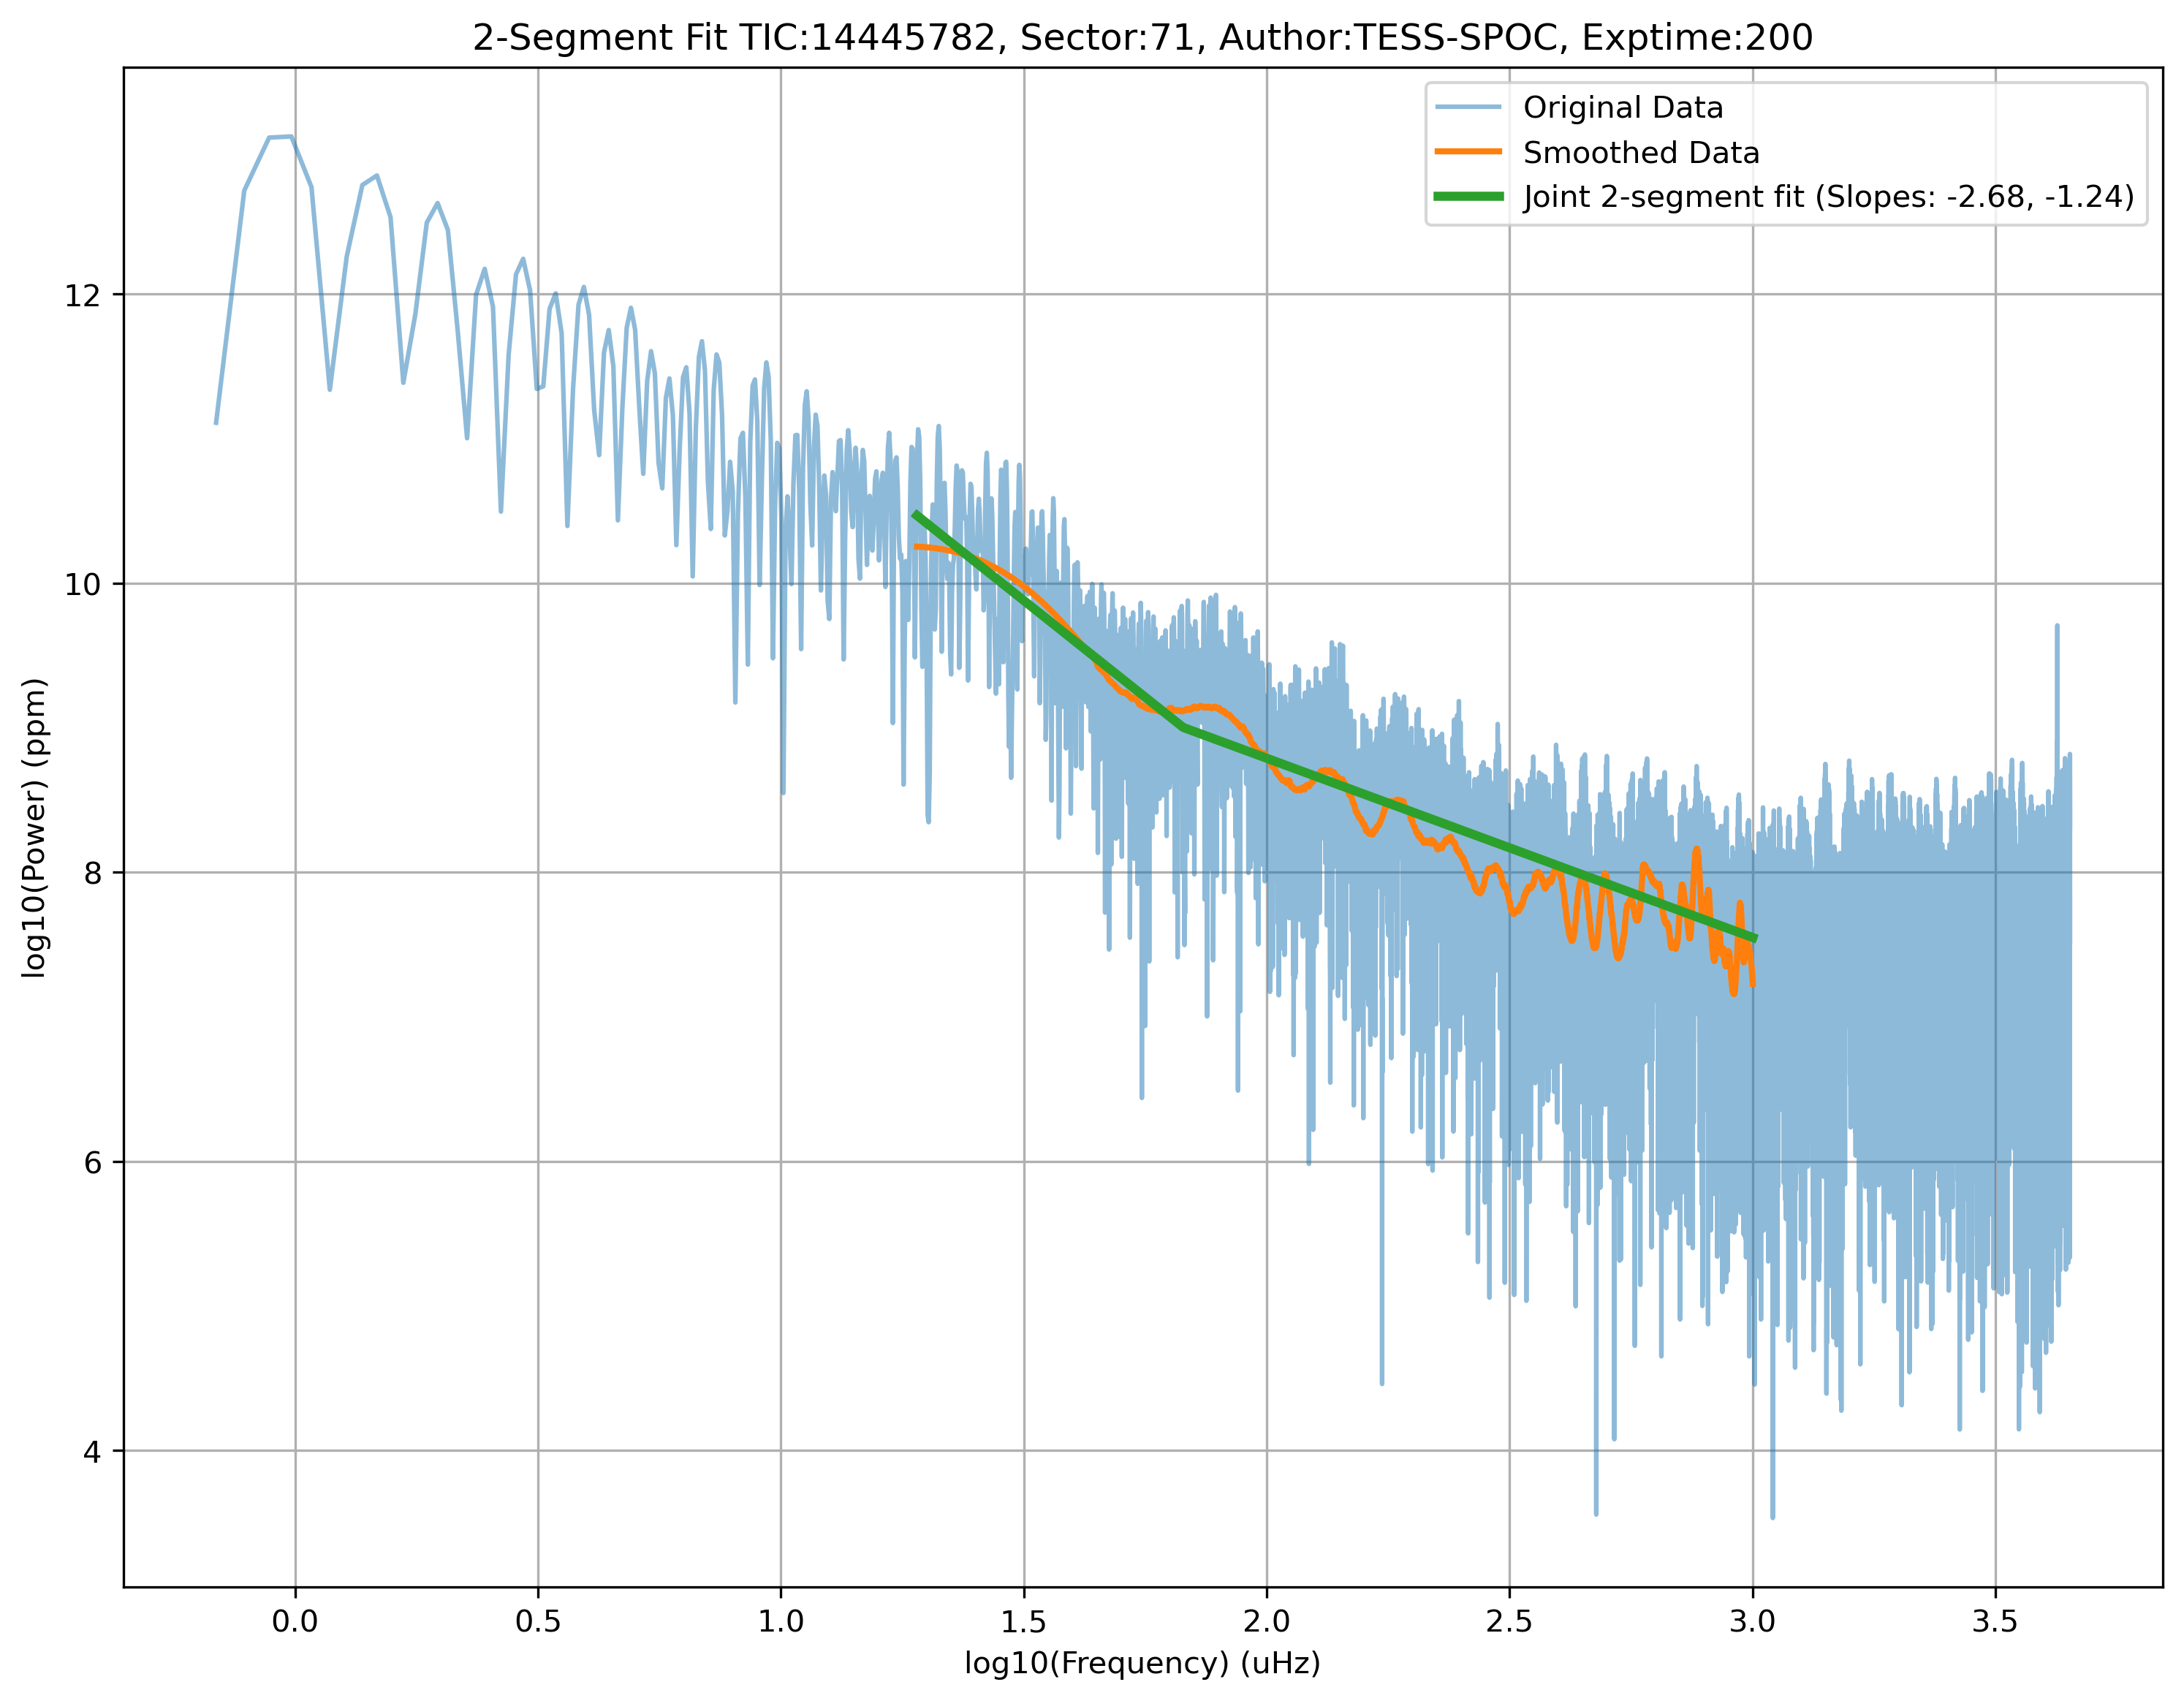 2-Segment Fit TIC:14445782, Sector:71, Author:TESS-SPOC, Exptime:200
Original Data
Smoothed Data
Joint 2-segment fit (Slopes: -2.68, -1.24)
log10(Power) (ppm)
12
10
8
6
4
0.0 0.5 1.0 1.5 2.0 2.5 3.0 3.5
log10(Frequency) (uHz)